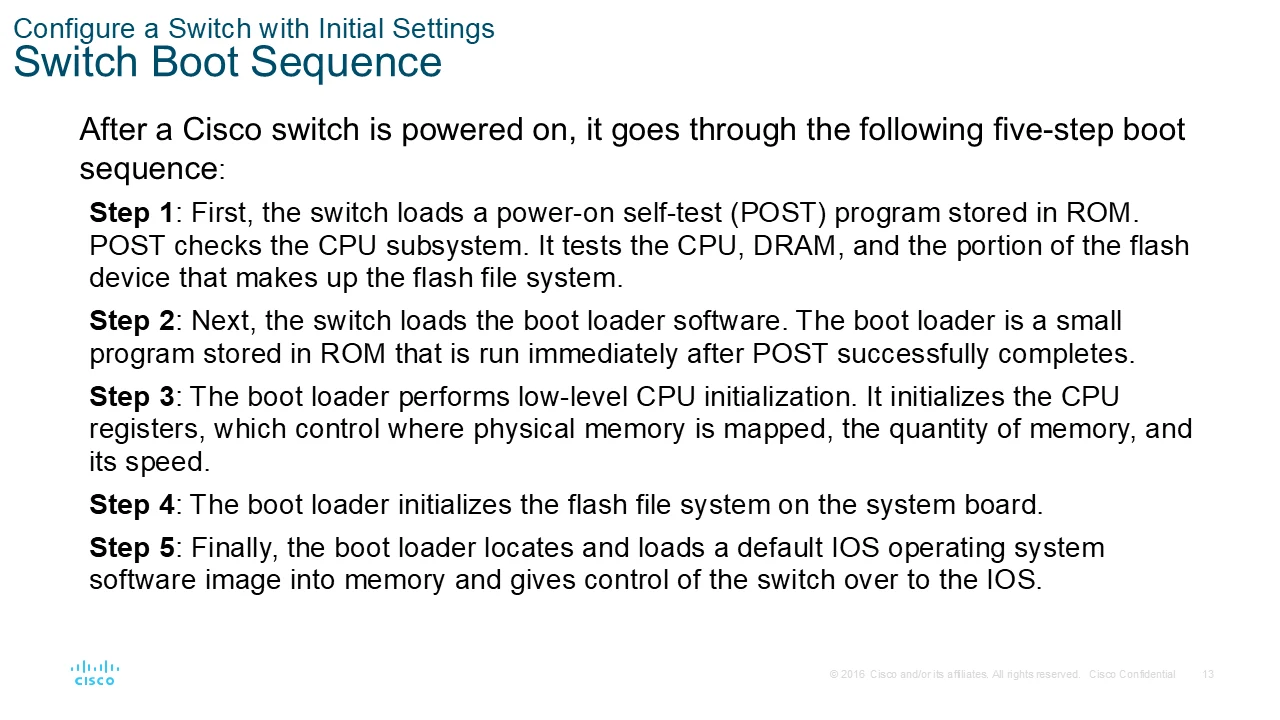 Configure a Switch with Initial Settings
Switch Boot Sequence
After a Cisco switch is powered on, it goes through the following five-step boot
sequence:
Step 1: First, the switch loads a power-on self-test (POST) program stored in ROM.
POST checks the CPU subsystem. It tests the CPU, DRAM, and the portion of the flash
device that makes up the flash file system.
Step 2: Next, the switch loads the boot loader software. The boot loader is a small
program stored in ROM that is run immediately after POST successfully completes.
Step 3: The boot loader performs low-level CPU initialization. It initializes the CPU
registers, which control where physical memory is mapped, the quantity of memory, and
its speed.
Step 4: The boot loader initializes the flash file system on the system board.
Step 5: Finally, the boot loader locates and loads a default IOS operating system
software image into memory and gives control of the switch over to the IOS.
CISCO
© 2016 Cisco and/or its affiliates. All rights reserved. Cisco Confidential 13